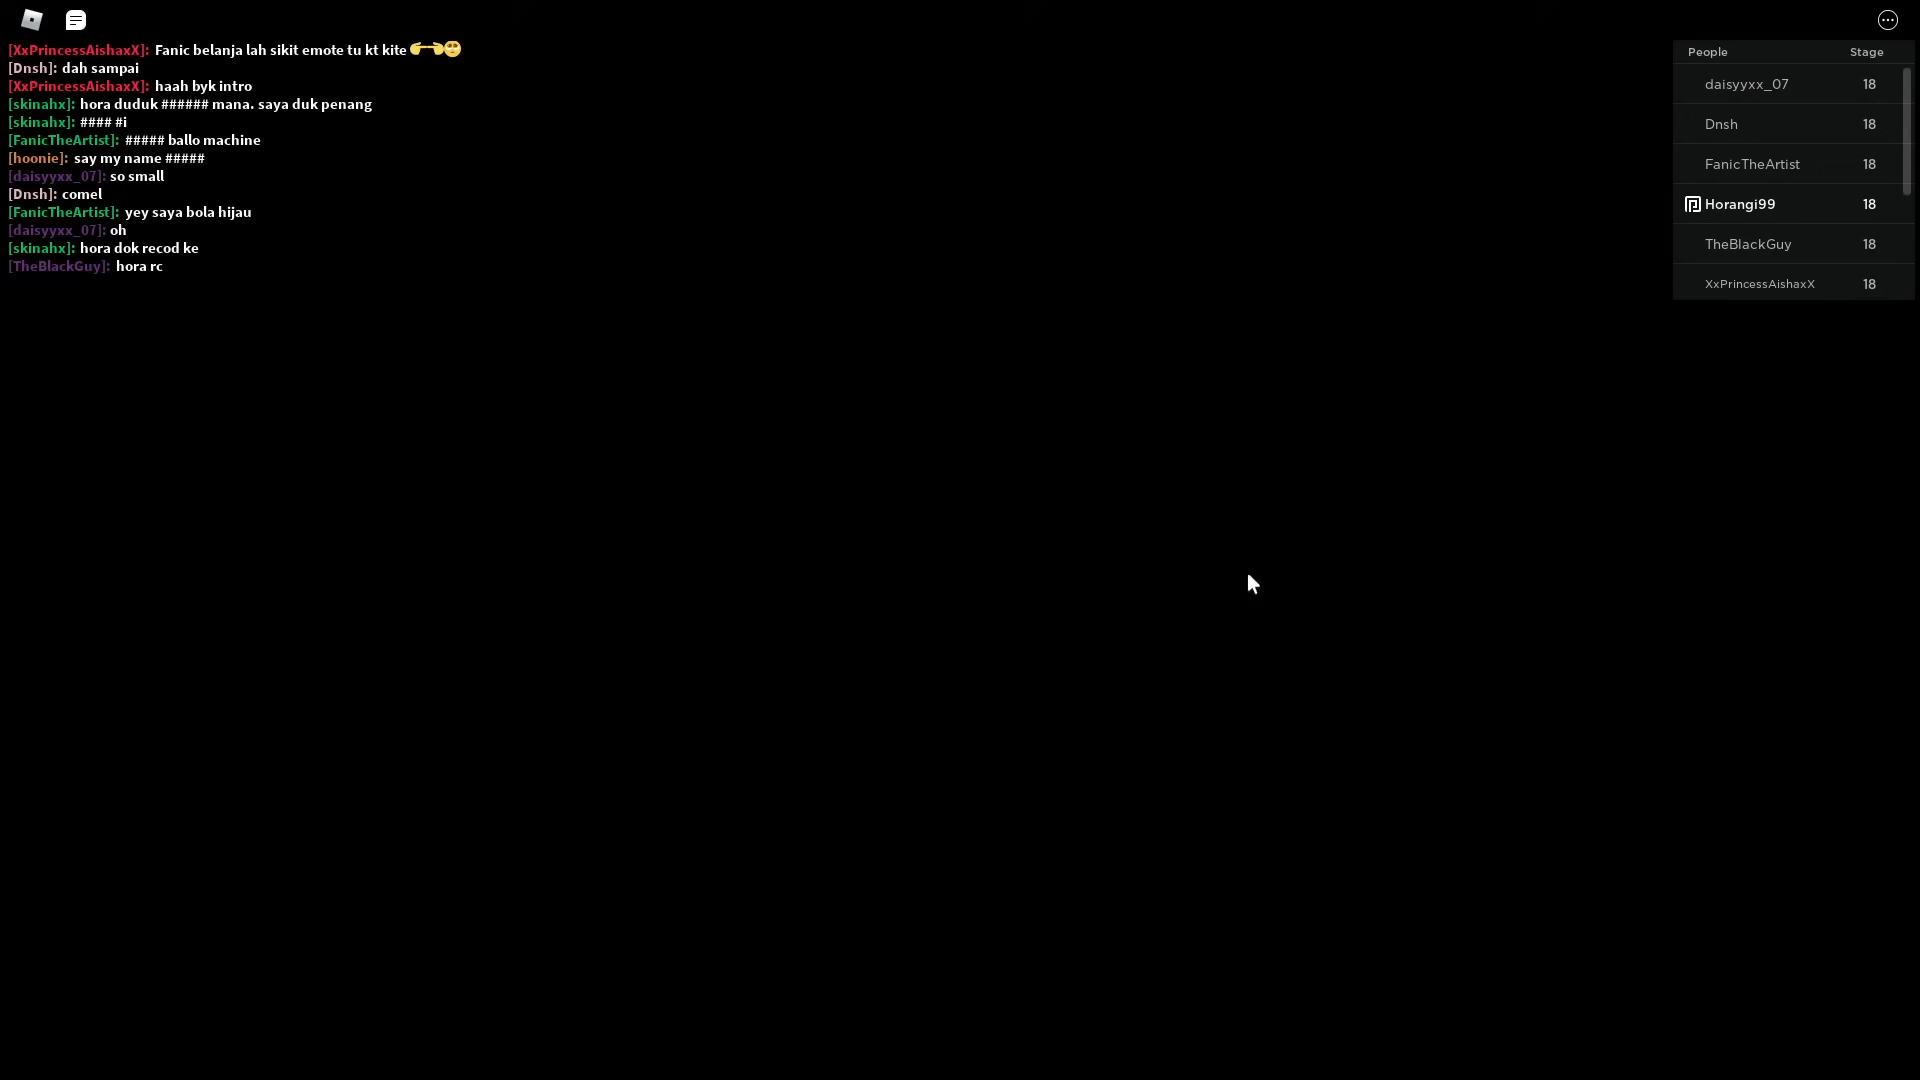 [XxPrincessAishaxX]: Fanic belanja lah sikit emote tu kt kite 👉👈🥺
[Dnsh]: dah sampai
[XxPrincessAishaxX]: haah byk intro
[skinahx]: hora duduk ###### mana. saya duk penang
[skinahx]: #### #i
[FanicTheArtist]: ##### ballo machine
[hoonie]: say my name #####
[daisyyxx_07]: so small
[Dnsh]: comel
[FanicTheArtist]: yey saya bola hijau
[daisyyxx_07]: oh
[skinahx]: hora dok recod ke
[TheBlackGuy]: hora rc
People Stage
daisyyxx_07 18
Dnsh 18
FanicTheArtist 18
Horangi99 18
TheBlackGuy 18
XxPrincessAishaxX 18